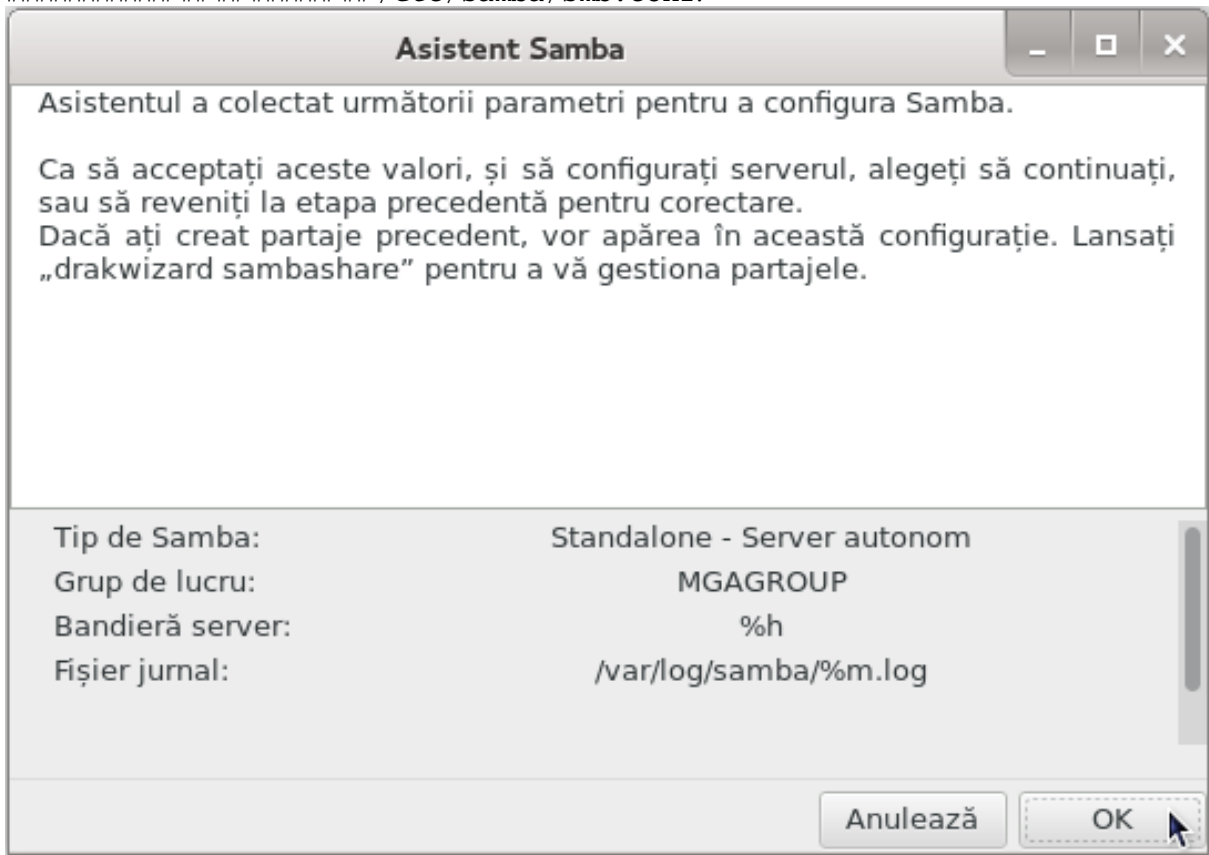 Asistent Samba
Asistentul a colectat următorii parametri pentru a configura Samba.
Ca să acceptați aceste valori, și să configurați serverul, alegeți să continuați,
sau să reveniți la etapa precedentă pentru corectare.
Dacă ați creat partaje precedent, vor apărea în această configurație. Lansați
„drakwizard sambashare” pentru a vă gestiona partajele.
Tip de Samba: Standalone - Server autonom
Grup de lucru: MGAGROUP
Bandieră server: %h
Fișier jurnal: /var/log/samba/%m.log
Anulează OK